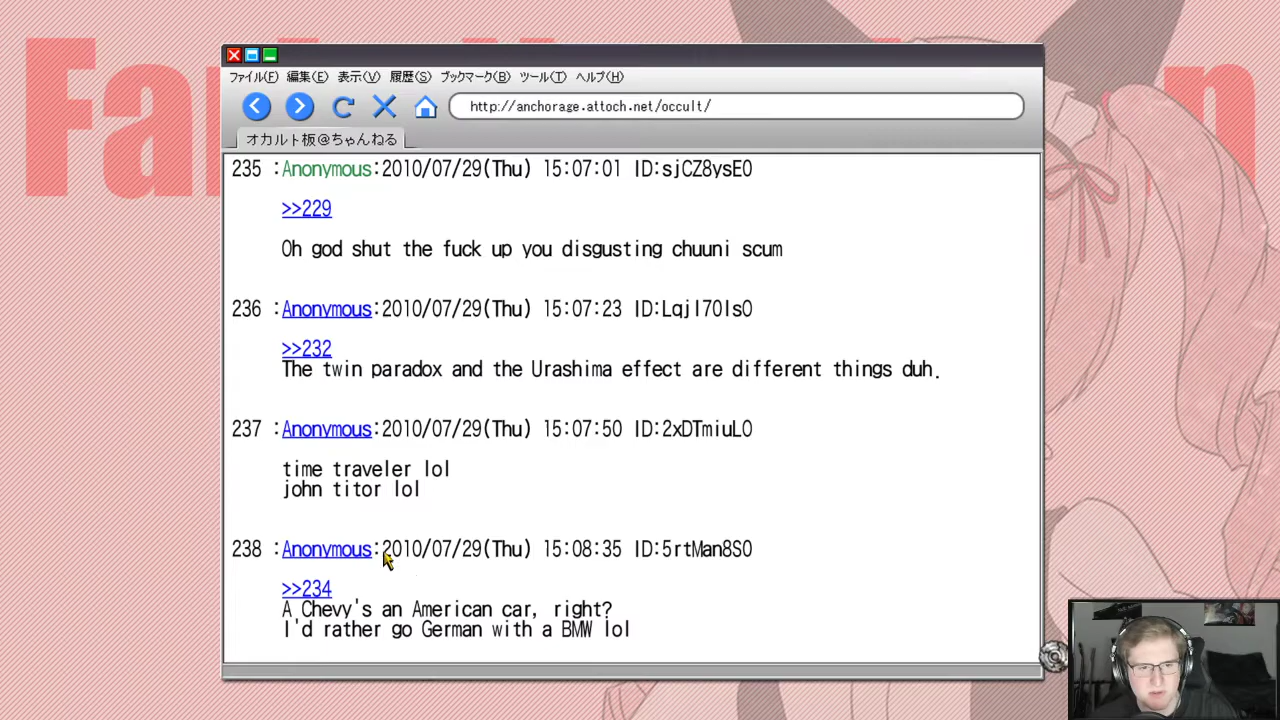 ファイル(F) 編集(E) 表示(V) 履歴(S) ブックマーク(B) ツール(T) ヘルプ(H)
http://anchorage.attoch.net/occult/
オカルト板@ちゃんねる
235 :Anonymous:2010/07/29(Thu) 15:07:01 ID:sjCZ8ysE0
>>229
Oh god shut the fuck up you disgusting chuuni scum
236 :Anonymous:2010/07/29(Thu) 15:07:23 ID:Lqjl70ls0
>>232
The twin paradox and the Urashima effect are different things duh.
237 :Anonymous:2010/07/29(Thu) 15:07:50 ID:2xDTmiuL0
time traveler lol
john titor lol
238 :Anonymous:2010/07/29(Thu) 15:08:35 ID:5rtMan8S0
>>234
A Chevy's an American car, right?
I'd rather go German with a BMW lol